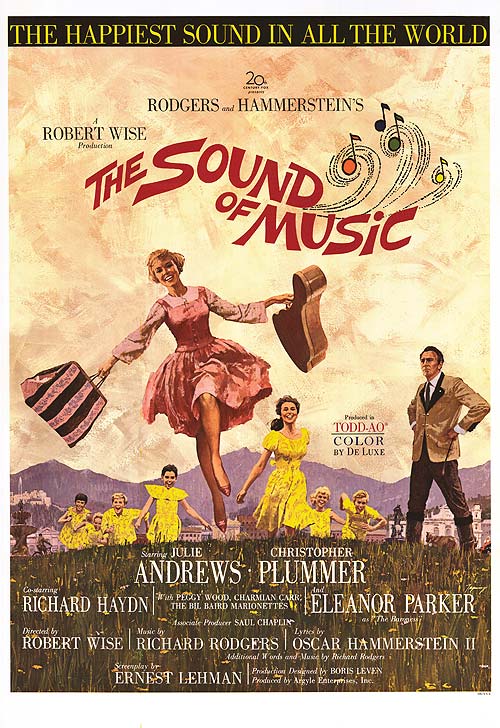 THE HAPPIEST SOUND IN ALL THE WORLD
20th
CENTURY-FOX
presents
RODGERS and HAMMERSTEIN'S
A
ROBERT WISE
Production
THE SOUND
OF MUSIC
Produced in
TODD-AO
COLOR
BY DE LUXE
Starring JULIE ANDREWS · CHRISTOPHER PLUMMER
Co-starring RICHARD HAYDN
With PEGGY WOOD, CHARMIAN CARR,
THE BIL BAIRD MARIONETTES
And ELEANOR PARKER
as "The Baroness"
Associate Producer SAUL CHAPLIN
Directed by ROBERT WISE
Music by RICHARD RODGERS
Lyrics by OSCAR HAMMERSTEIN II
Additional Words and Music by Richard Rodgers
Screenplay by ERNEST LEHMAN
Production Designed by BORIS LEVEN
Produced by Argyle Enterprises, Inc.